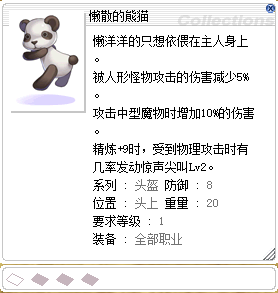 懒散的熊猫
Collections
懒洋洋的只想依偎在主人身上
。
被人形怪物攻击的伤害减少5%
。
攻击中型魔物时增加10%的伤害
。
精炼+9时，受到物理攻击时有
几率发动惊声尖叫Lv2。
系列 : 头盔 防御 : 8
位置 : 头上 重量 : 20
要求等级 : 1
装备 : 全部职业